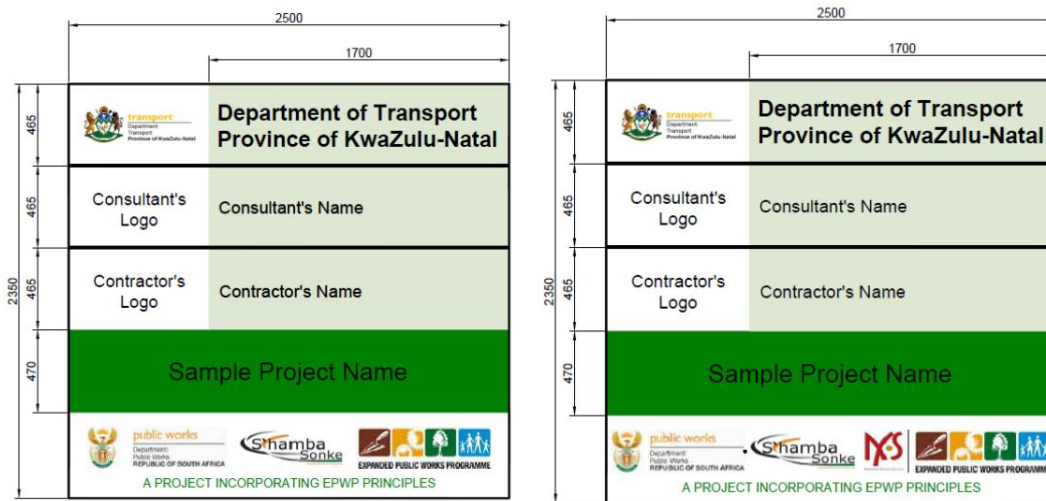 2500
1700
465
transport
Department:
Transport
Province of KwaZulu-Natal
Department of Transport
Province of KwaZulu-Natal
465
Consultant's
Logo
Consultant's Name
2350
465
Contractor's
Logo
Contractor's Name
470
Sample Project Name
public works
Department:
Public Works
REPUBLIC OF SOUTH AFRICA
S'hamba
Sonke
EXPANDED PUBLIC WORKS PROGRAMME
A PROJECT INCORPORATING EPWP PRINCIPLES
2500
1700
465
transport
Department:
Transport
Province of KwaZulu-Natal
Department of Transport
Province of KwaZulu-Natal
465
Consultant's
Logo
Consultant's Name
2350
465
Contractor's
Logo
Contractor's Name
470
Sample Project Name
public works
Department:
Public Works
REPUBLIC OF SOUTH AFRICA
S'hamba
Sonke
NYS
EXPANDED PUBLIC WORKS PROGRAMME
A PROJECT INCORPORATING EPWP PRINCIPLES